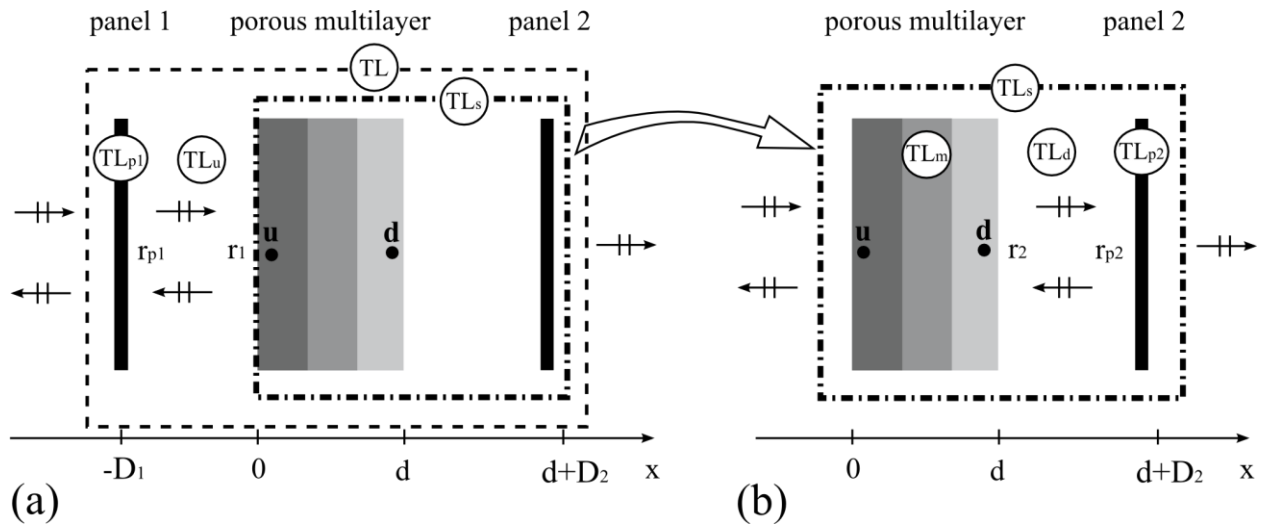 panel 1 porous multilayer panel 2
TL
TLs
TLp1 TLu
rp1 r1 u d
-D1 0 d d+D2 x
(a)
porous multilayer panel 2
TLs
TLm TLd TLp2
u d r2 rp2
0 d d+D2 x
(b)